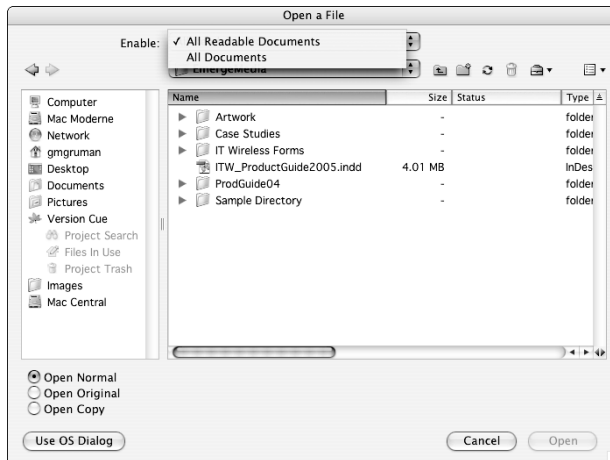 Open a File
Enable: ✓ All Readable Documents
All Documents
EmergeMedia
Computer
Mac Moderne
Network
gmgruman
Desktop
Documents
Pictures
Version Cue
Project Search
Files In Use
Project Trash
Images
Mac Central
Name Size Status Type
Artwork - folder
Case Studies - folder
IT Wireless Forms - folder
ITW_ProductGuide2005.indd 4.01 MB InDes
ProdGuide04 - folder
Sample Directory - folder
Open Normal
Open Original
Open Copy
Use OS Dialog Cancel Open